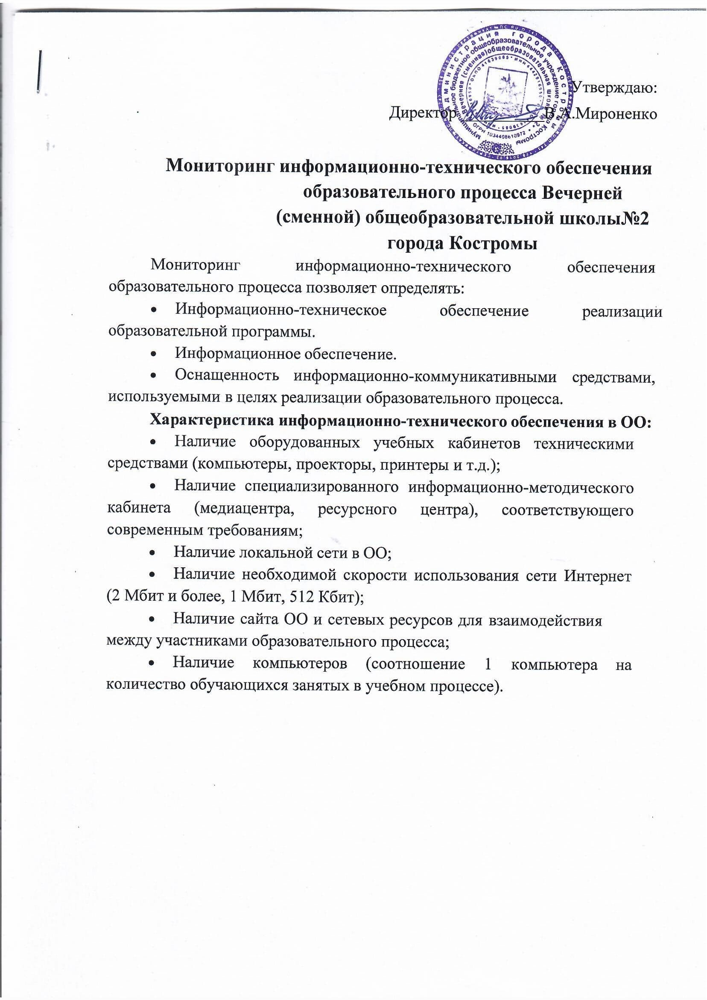 Утверждаю:
Директор В.А.Мироненко
Администрация города Костромы
Муниципальное бюджетное общеобразовательное учреждение города Костромы
Вечерняя (сменная) общеобразовательная школа № 2
ОГРН 1034408610972
Мониторинг информационно-технического обеспечения
образовательного процесса Вечерней
(сменной) общеобразовательной школы№2
города Костромы
Мониторинг информационно-технического обеспечения
образовательного процесса позволяет определять:
• Информационно-техническое обеспечение реализации
образовательной программы.
• Информационное обеспечение.
• Оснащенность информационно-коммуникативными средствами,
используемыми в целях реализации образовательного процесса.
Характеристика информационно-технического обеспечения в ОО:
• Наличие оборудованных учебных кабинетов техническими
средствами (компьютеры, проекторы, принтеры и т.д.);
• Наличие специализированного информационно-методического
кабинета (медиацентра, ресурсного центра), соответствующего
современным требованиям;
• Наличие локальной сети в ОО;
• Наличие необходимой скорости использования сети Интернет
(2 Мбит и более, 1 Мбит, 512 Кбит);
• Наличие сайта ОО и сетевых ресурсов для взаимодействия
между участниками образовательного процесса;
• Наличие компьютеров (соотношение 1 компьютера на
количество обучающихся занятых в учебном процессе).